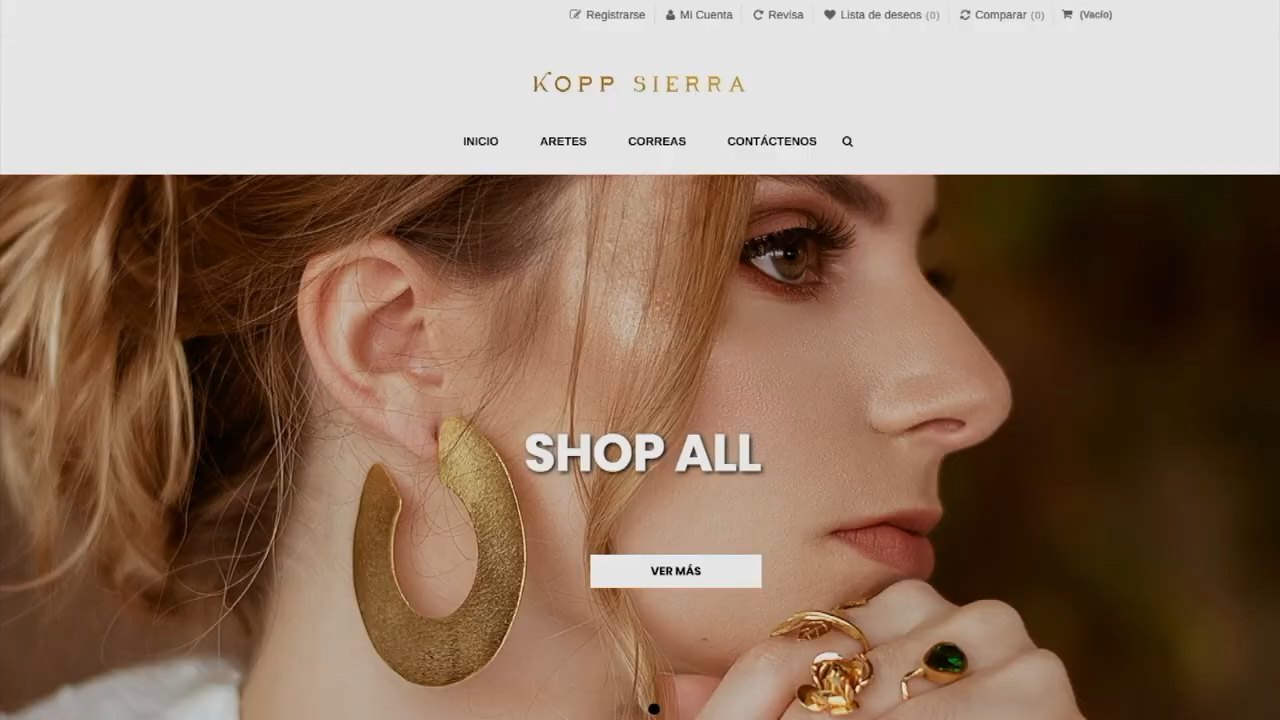 Registrarse Mi Cuenta Revisa Lista de deseos (0) Comparar (0) (Vacío)
KOPP SIERRA
INICIO ARETES CORREAS CONTÁCTENOS
SHOP ALL
VER MÁS